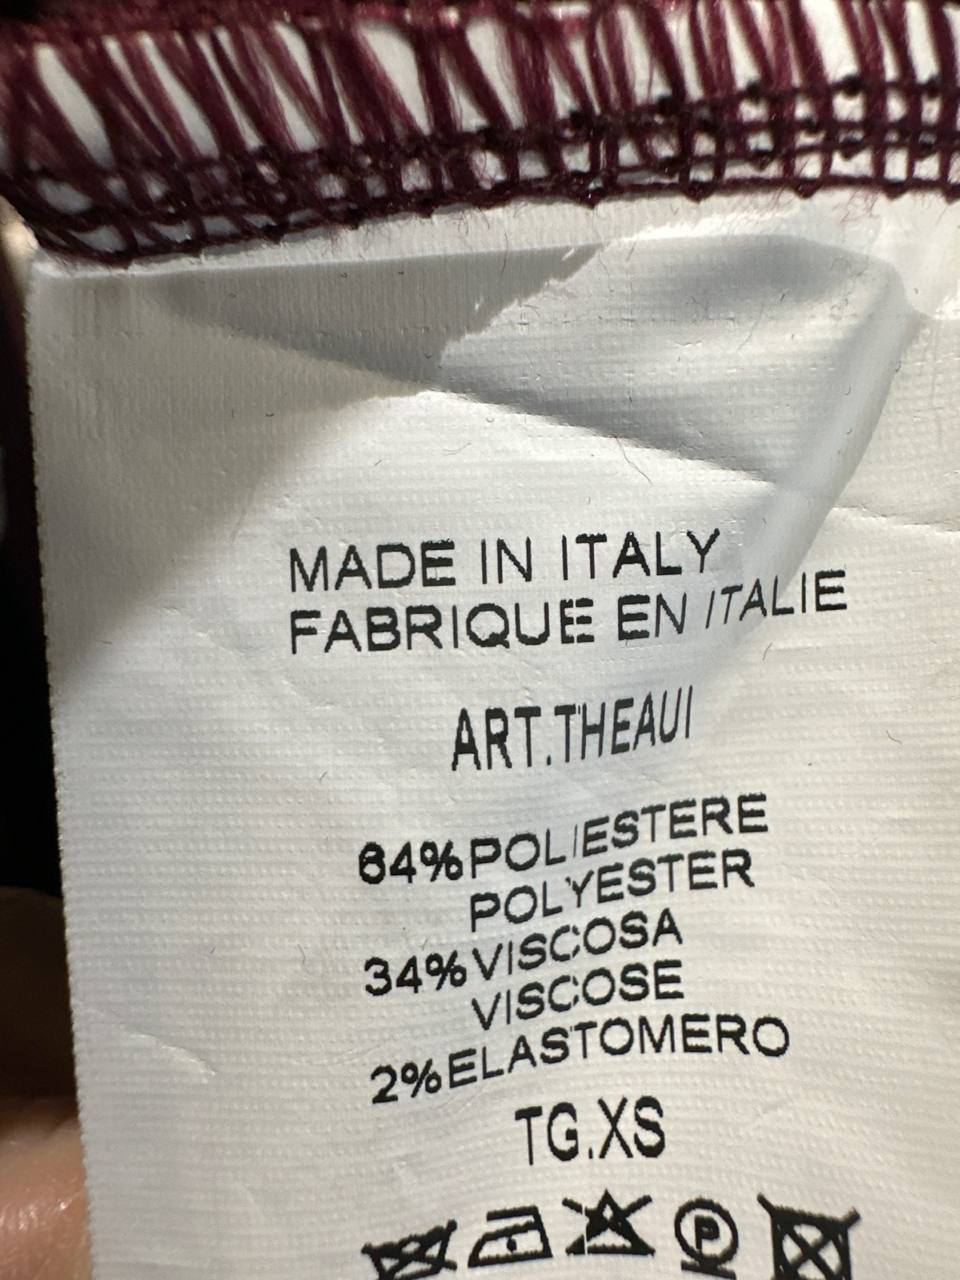 MADE IN ITALY
FABRIQUE EN ITALIE
ART.THEAUI
64%POLIESTERE
POLYESTER
34%VISCOSA
VISCOSE
2%ELASTOMERO
TG.XS
P